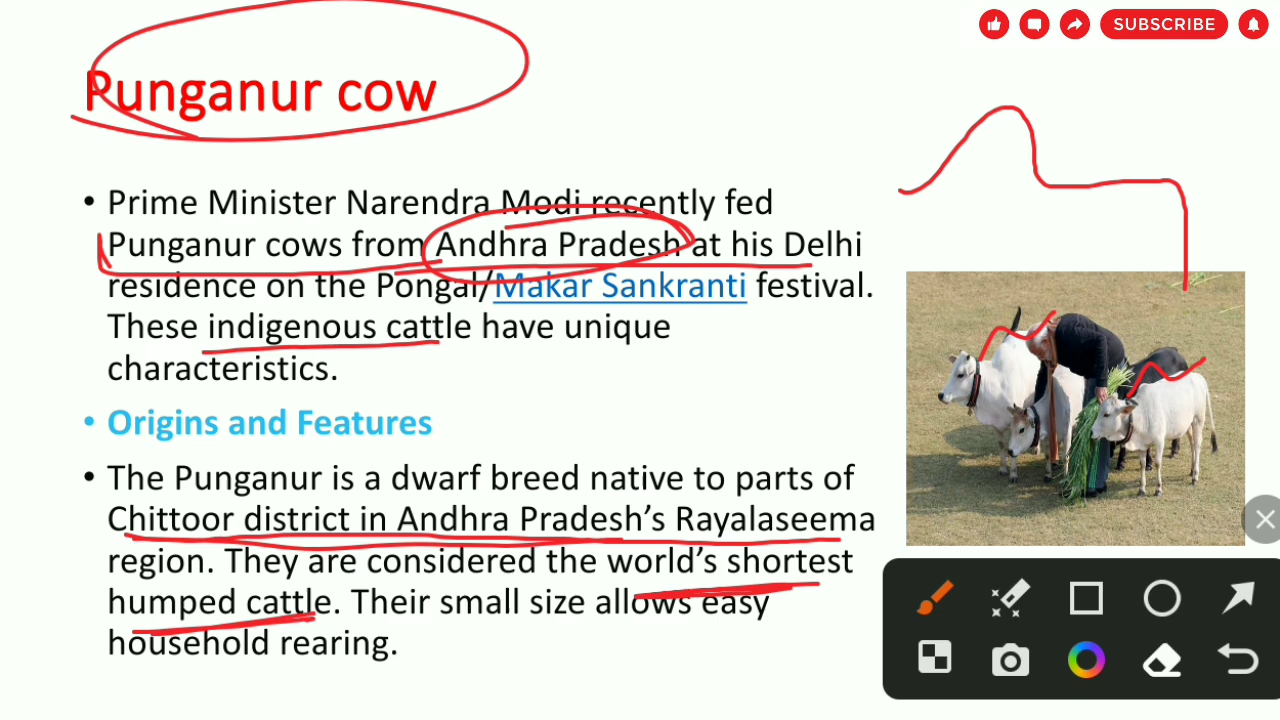 SUBSCRIBE
Punganur cow
• Prime Minister Narendra Modi recently fed
Punganur cows from Andhra Pradesh at his Delhi
residence on the Pongal/Makar Sankranti festival.
These indigenous cattle have unique
characteristics.
• Origins and Features
• The Punganur is a dwarf breed native to parts of
Chittoor district in Andhra Pradesh’s Rayalaseema
region. They are considered the world’s shortest
humped cattle. Their small size allows easy
household rearing.